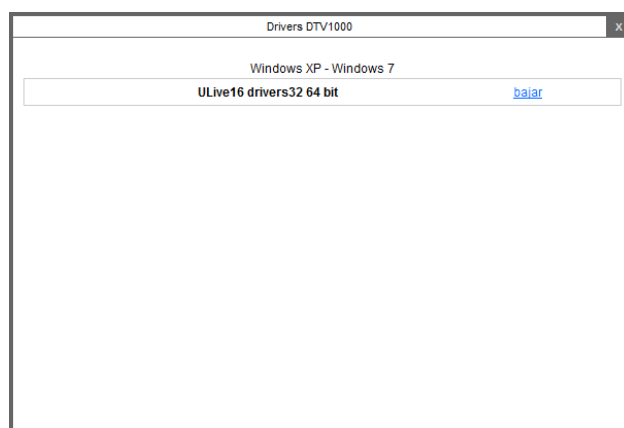 Drivers DTV1000
x
Windows XP - Windows 7
ULive16 drivers32 64 bit bajar